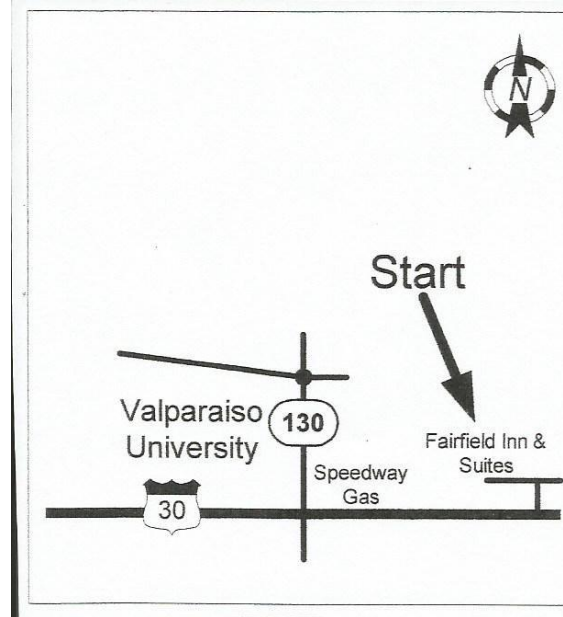 N
Start
Valparaiso
University
130
Fairfield Inn &
Suites
Speedway
Gas
30